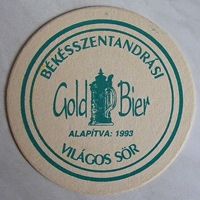 BÉKÉSSZENTANDRÁSI
Gold Bier
ALAPÍTVA: 1993
VILÁGOS SÖR